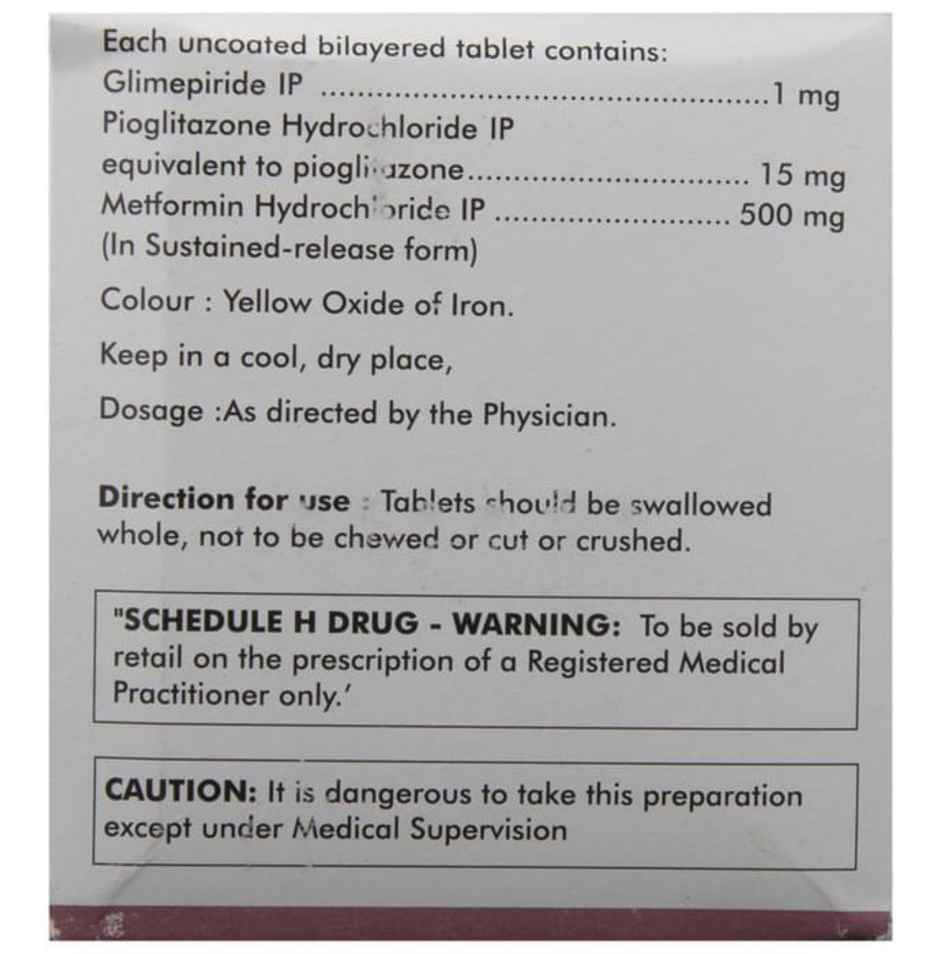 Each uncoated bilayered tablet contains:
Glimepiride IP ................................................1 mg
Pioglitazone Hydrochloride IP
equivalent to pioglitazone.............................. 15 mg
Metformin Hydrochloride IP ......................... 500 mg
(In Sustained-release form)
Colour : Yellow Oxide of Iron.
Keep in a cool, dry place,
Dosage :As directed by the Physician.
Direction for use : Tablets should be swallowed
whole, not to be chewed or cut or crushed.
"SCHEDULE H DRUG - WARNING: To be sold by
retail on the prescription of a Registered Medical
Practitioner only.'
CAUTION: It is dangerous to take this preparation
except under Medical Supervision